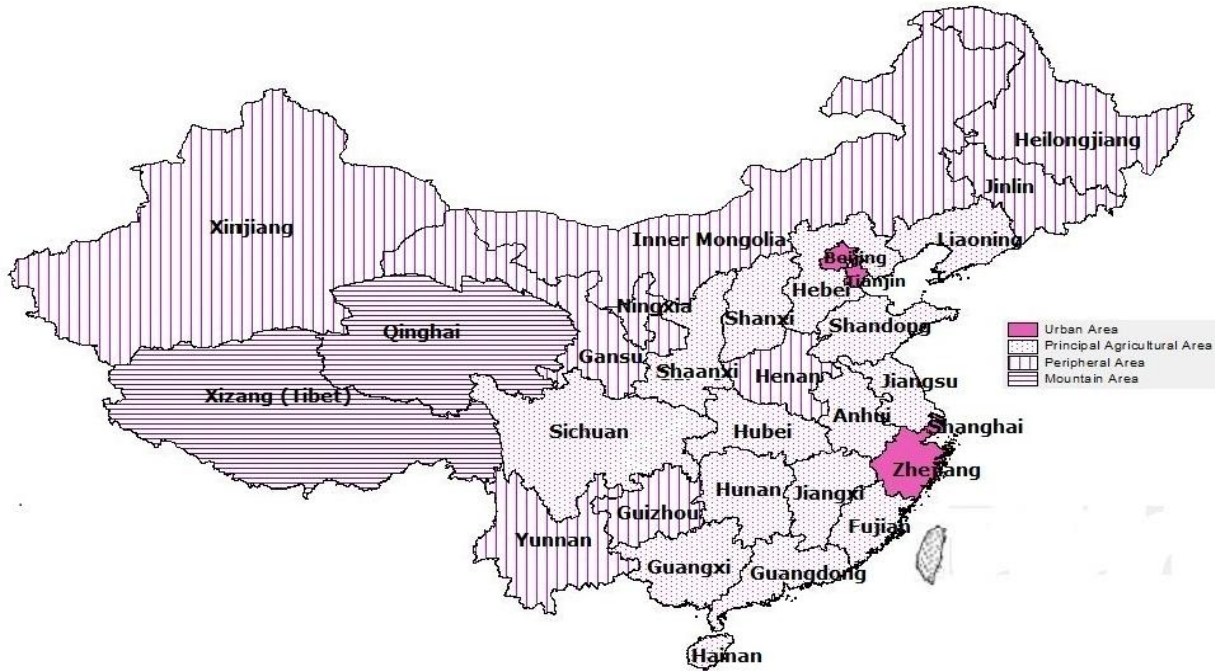 Heilongjiang
Jinlin
Xinjiang
Inner Mongolia
Liaoning
Beijing
Tianjin
Hebei
Ningxia
Shanxi
Shandong
Qinghai
Gansu
Shaanxi
Henan
Jiangsu
Xizang (Tibet)
Anhui
Shanghai
Sichuan
Hubei
Zhejiang
Hunan
Jiangxi
Guizhou
Fujian
Yunnan
Guangxi
Guangdong
Hainan
Urban Area
Principal Agricultural Area
Peripheral Area
Mountain Area